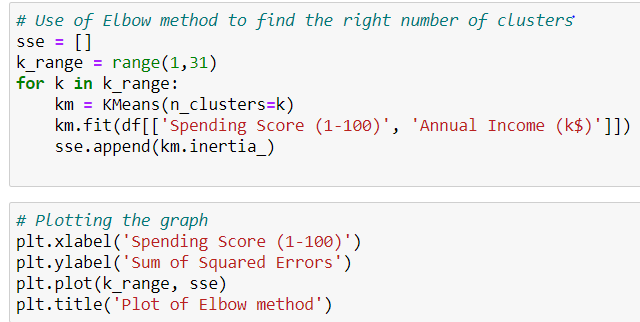 # Use of Elbow method to find the right number of clusters
sse = []
k_range = range(1,31)
for k in k_range:
    km = KMeans(n_clusters=k)
    km.fit(df[['Spending Score (1-100)', 'Annual Income (k$)']])
    sse.append(km.inertia_)
# Plotting the graph
plt.xlabel('Spending Score (1-100)')
plt.ylabel('Sum of Squared Errors')
plt.plot(k_range, sse)
plt.title('Plot of Elbow method')